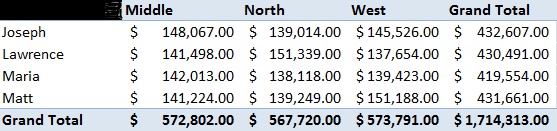 Middle North West Grand Total
Joseph $ 148,067.00 $ 139,014.00 $ 145,526.00 $ 432,607.00
Lawrence $ 141,498.00 $ 151,339.00 $ 137,654.00 $ 430,491.00
Maria $ 142,013.00 $ 138,118.00 $ 139,423.00 $ 419,554.00
Matt $ 141,224.00 $ 139,249.00 $ 151,188.00 $ 431,661.00
Grand Total $ 572,802.00 $ 567,720.00 $ 573,791.00 $ 1,714,313.00